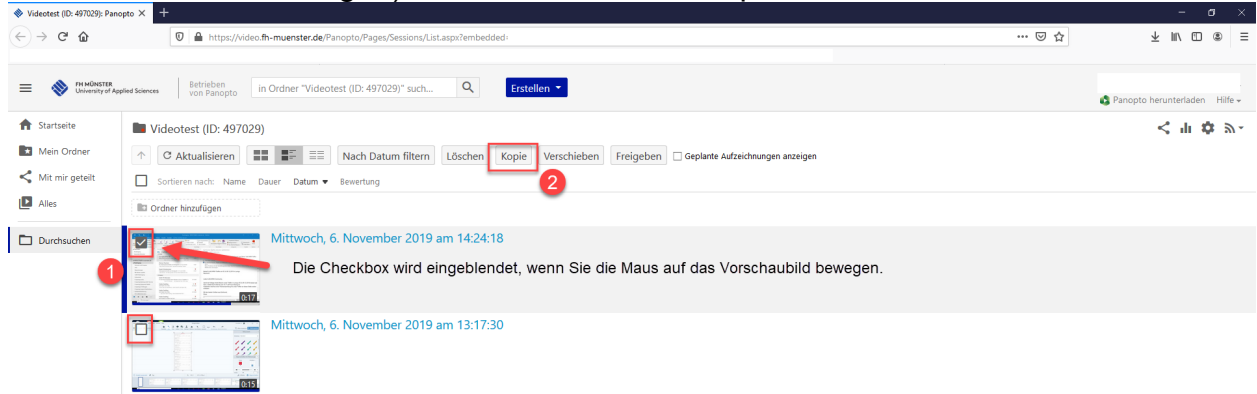 Videotest (ID: 497029): Panopto
https://video.fh-muenster.de/Panopto/Pages/Sessions/List.aspx?embedded=
FH MÜNSTER
University of Applied Sciences
Betrieben
von Panopto
in Ordner "Videotest (ID: 497029)" such...
Erstellen
Panopto herunterladen Hilfe
Startseite
Mein Ordner
Mit mir geteilt
Alles
Durchsuchen
Videotest (ID: 497029)
Aktualisieren Nach Datum filtern Löschen Kopie Verschieben Freigeben Geplante Aufzeichnungen anzeigen
2
Sortieren nach: Name Dauer Datum ▼ Bewertung
Ordner hinzufügen
Mittwoch, 6. November 2019 am 14:24:18
1
Die Checkbox wird eingeblendet, wenn Sie die Maus auf das Vorschaubild bewegen.
0:17
Mittwoch, 6. November 2019 am 13:17:30
0:15